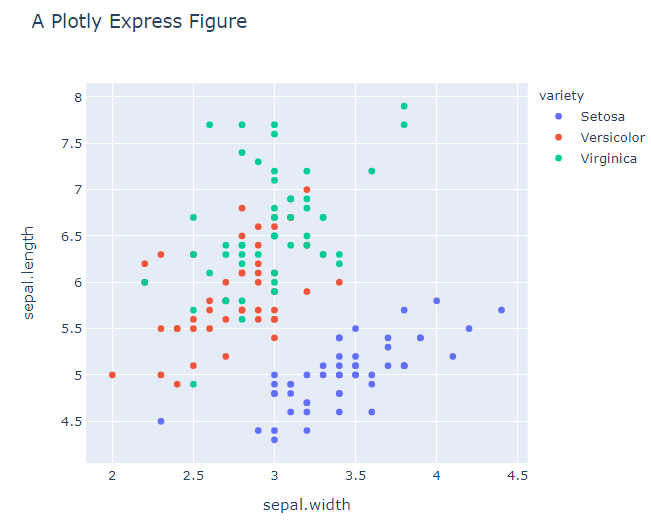 A Plotly Express Figure
variety
Setosa
Versicolor
Virginica
8
7.5
7
6.5
6
5.5
5
4.5
sepal.length
2
2.5
3
3.5
4
4.5
sepal.width